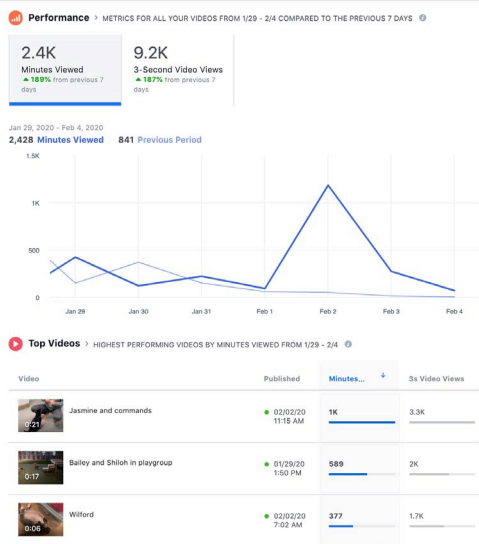 Performance > METRICS FOR ALL YOUR VIDEOS FROM 1/29 - 2/4 COMPARED TO THE PREVIOUS 7 DAYS
2.4K
Minutes Viewed
189% from previous 7
days
9.2K
3-Second Video Views
187% from previous 7
days
Jan 29, 2020 - Feb 4, 2020
2,428 Minutes Viewed 841 Previous Period
1.5K
1K
500
0
Jan 29 Jan 30 Jan 31 Feb 1 Feb 2 Feb 3 Feb 4
Top Videos > HIGHEST PERFORMING VIDEOS BY MINUTES VIEWED FROM 1/29 - 2/4
Video Published Minutes... 3s Video Views
0:21
Jasmine and commands
02/02/20
11:15 AM
1K
3.3K
0:17
Bailey and Shiloh in playgroup
01/29/20
1:50 PM
589
2K
0:06
Wilford
02/02/20
7:02 AM
377
1.7K